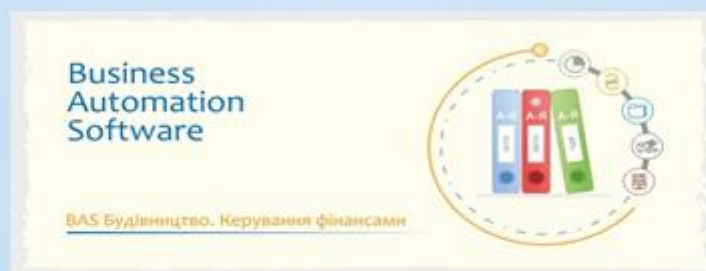 Business
Automation
Software
А-Я
А-Я
А-Я
BAS Будівництво. Керування фінансами